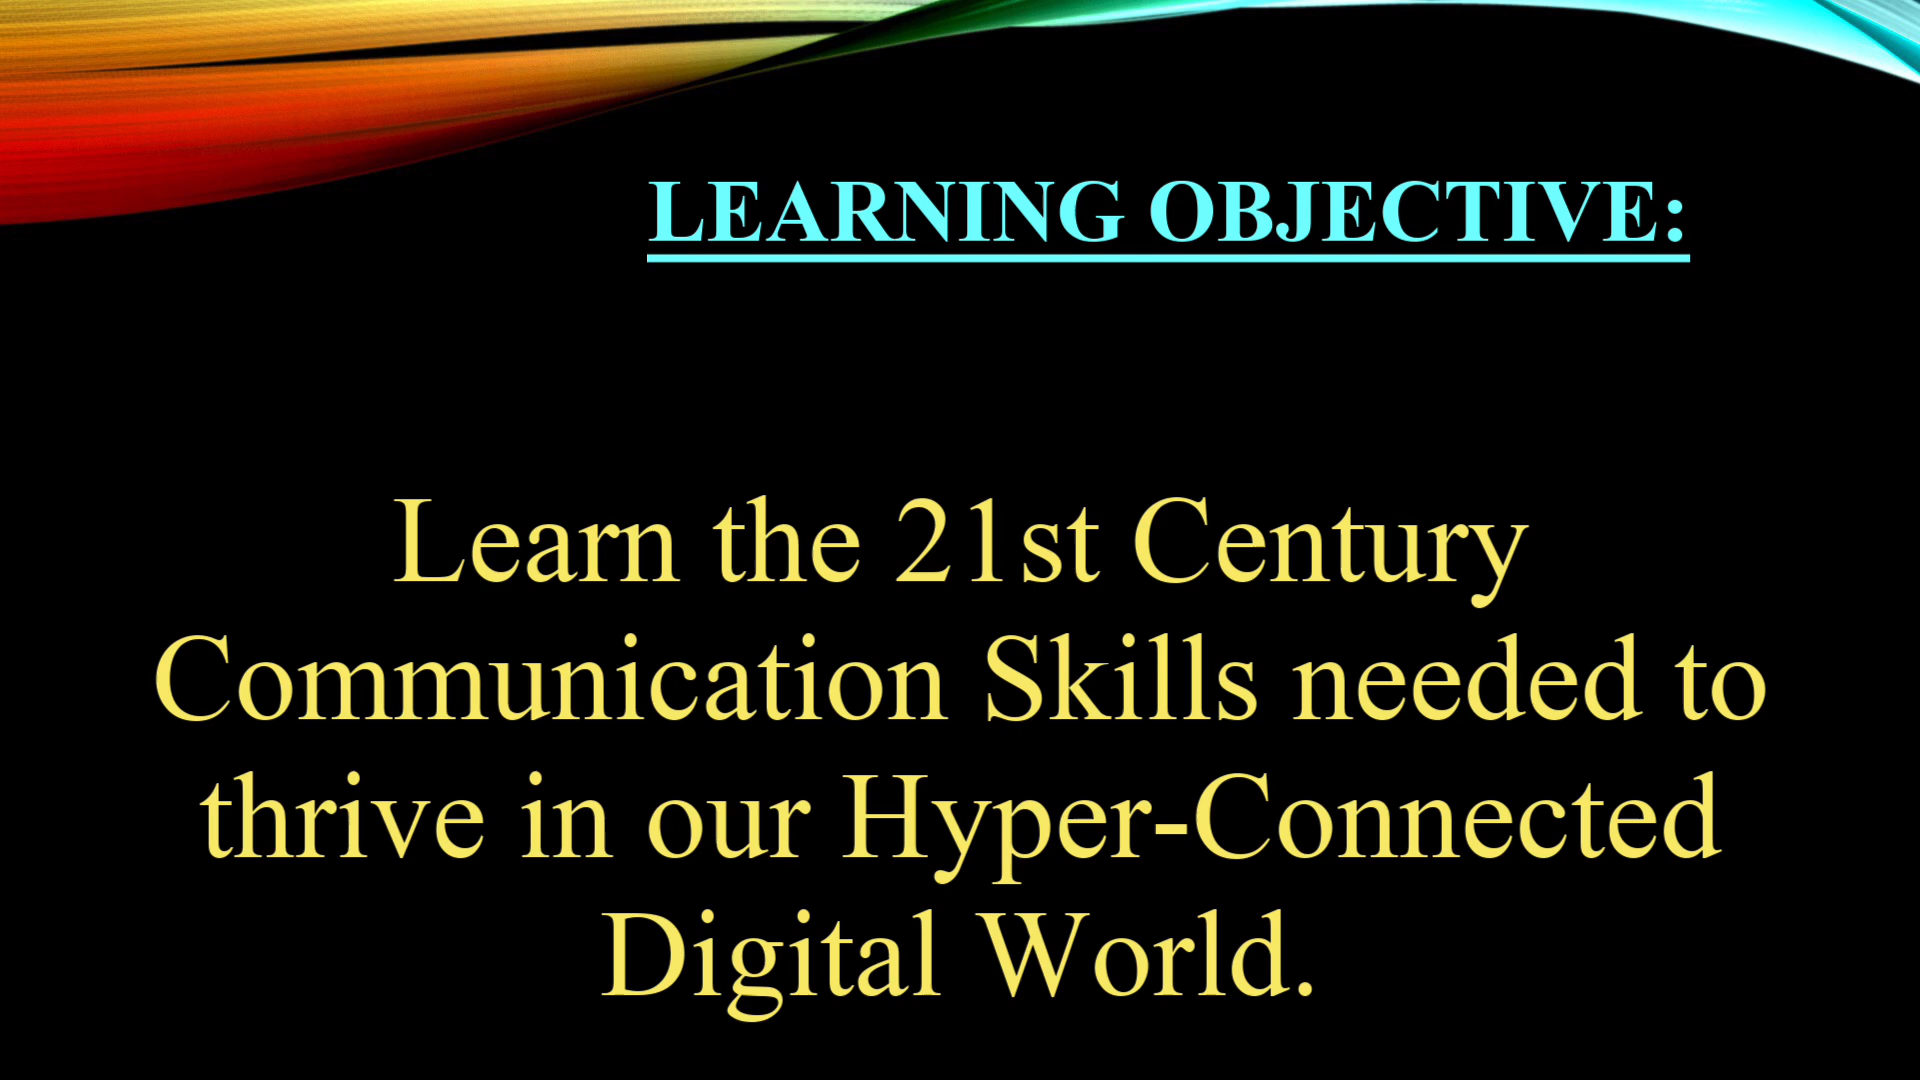 LEARNING OBJECTIVE:
Learn the 21st Century
Communication Skills needed to
thrive in our Hyper-Connected
Digital World.